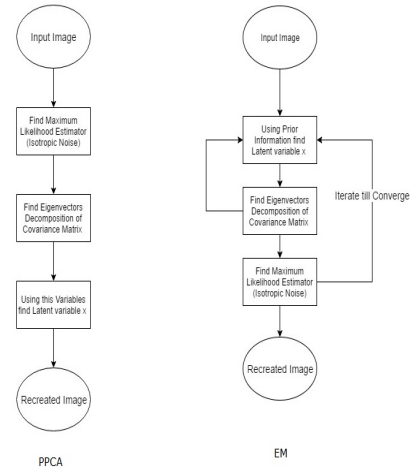 Input Image
Find Maximum
Likelihood Estimator
(Isotropic Noise)
Find Eigenvectors
Decomposition of
Covariance Matrix
Using this Variables
find Latent variable x
Recreated Image
PPCA
Input Image
Using Prior
Information find
Latent variable x
Find Eigenvectors
Decomposition of
Covariance Matrix
Find Maximum
Likelihood Estimator
(Isotropic Noise)
Iterate till Converge
Recreated Image
EM